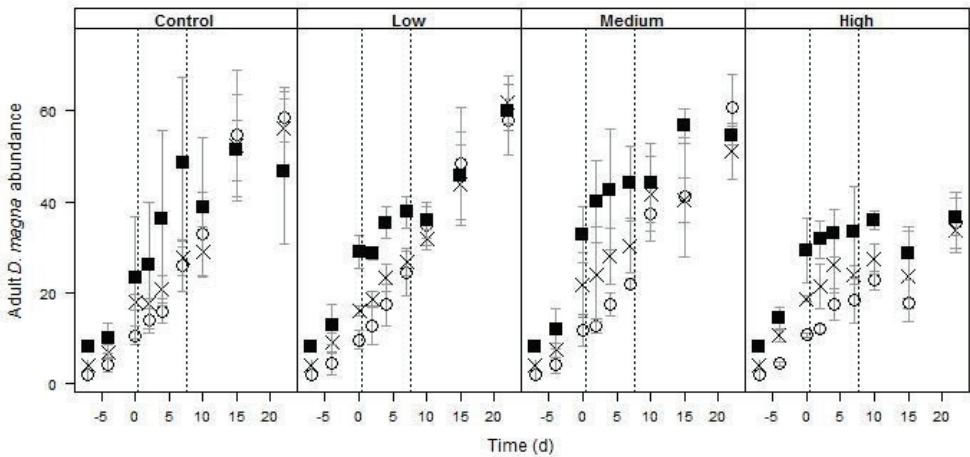 Control Low Medium High
Adult D. magna abundance
60
40
20
0
-5 0 5 10 15 20 -5 0 5 10 15 20 -5 0 5 10 15 20 -5 0 5 10 15 20
Time (d)